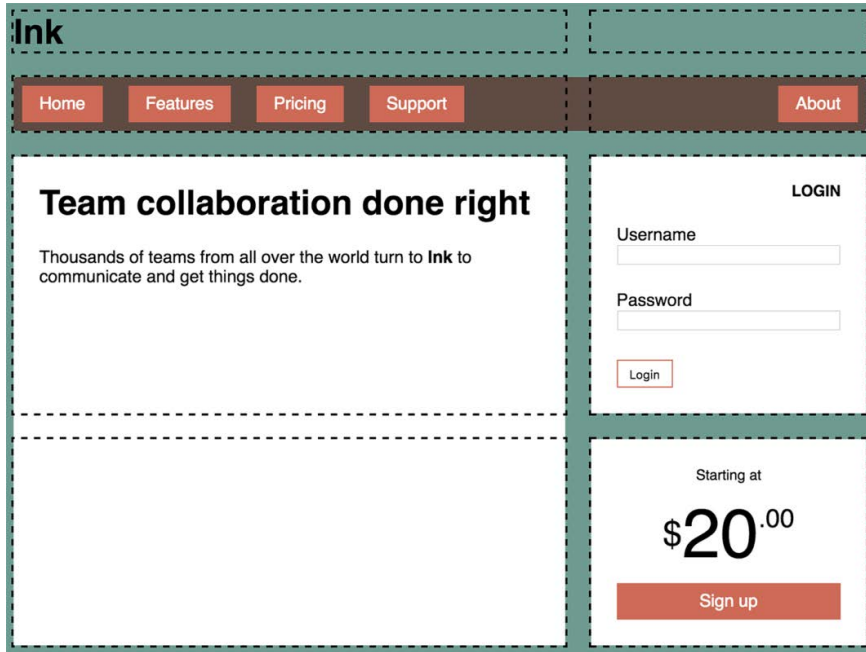 Ink
Home Features Pricing Support About
Team collaboration done right
Thousands of teams from all over the world turn to Ink to
communicate and get things done.
LOGIN
Username
Password
Login
Starting at
$20.00
Sign up